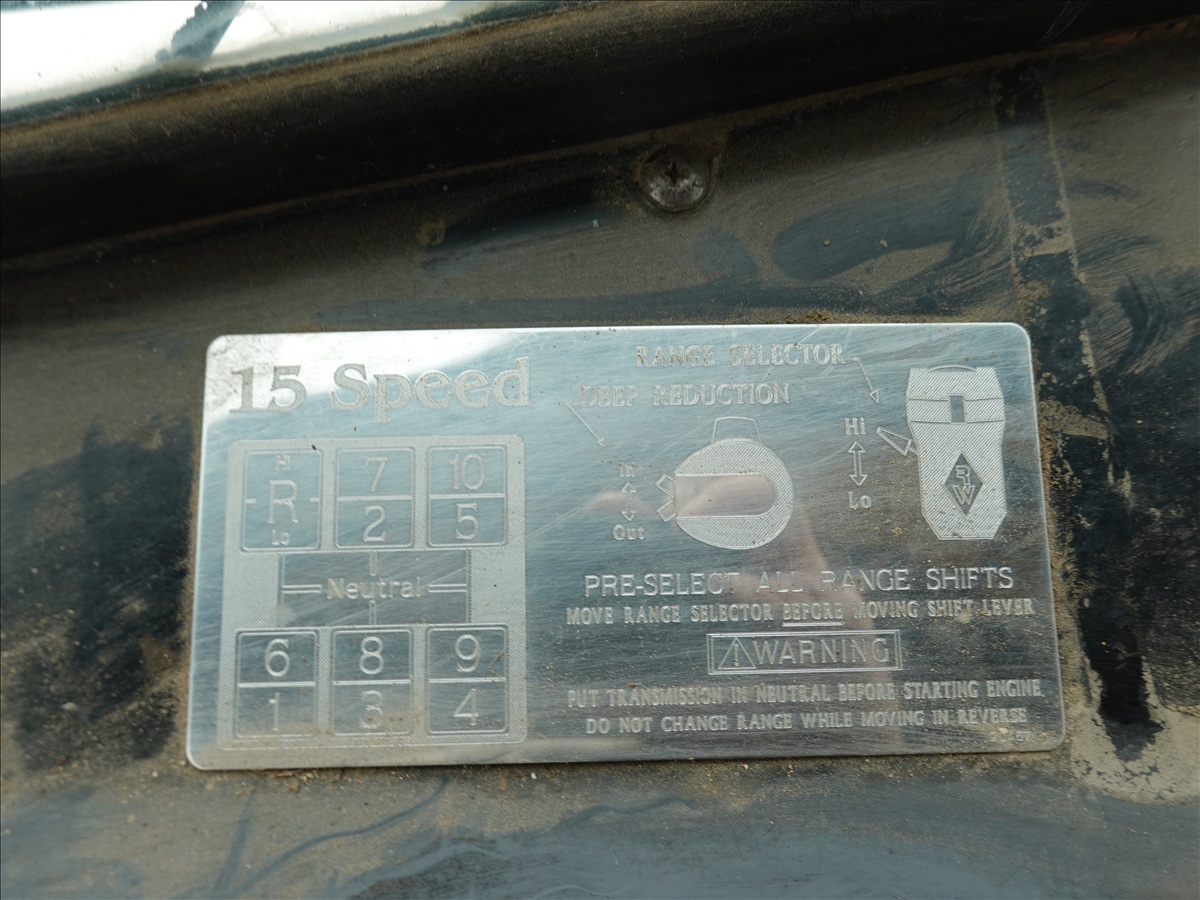 15 Speed
RANGE SELECTOR
DEEP REDUCTION
Hi
Lo
In
Out
RW
Hi
R
Lo
7
2
10
5
Neutral
6
1
8
3
9
4
PRE-SELECT ALL RANGE SHIFTS
MOVE RANGE SELECTOR BEFORE MOVING SHIFT LEVER
WARNING
PUT TRANSMISSION IN NEUTRAL BEFORE STARTING ENGINE.
DO NOT CHANGE RANGE WHILE MOVING IN REVERSE